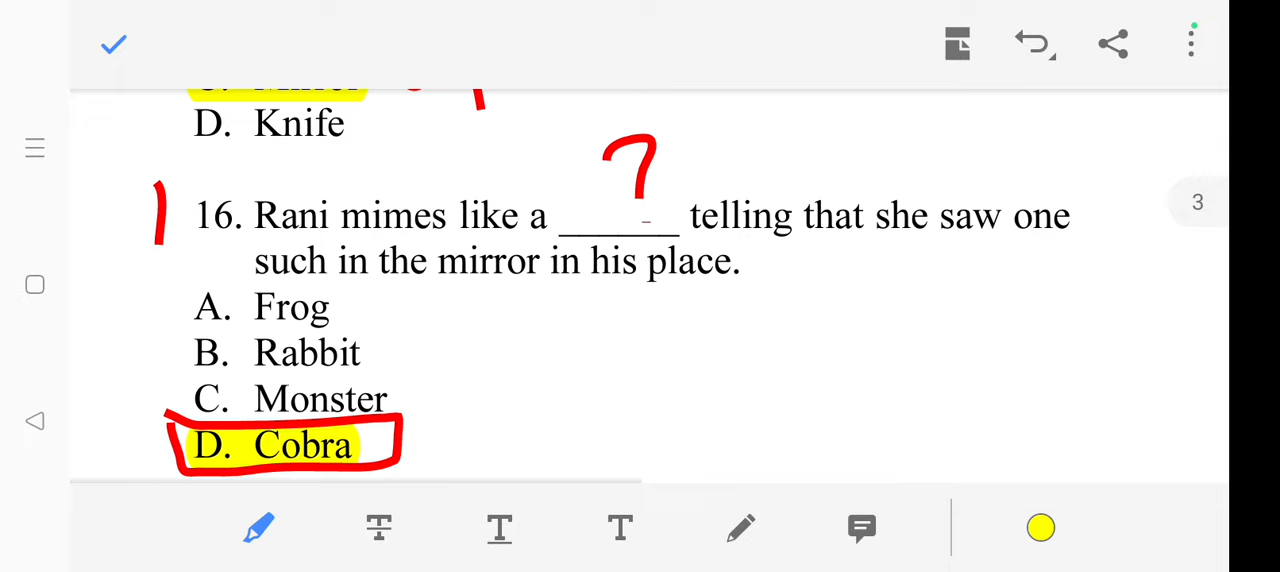 D. Knife
?
16. Rani mimes like a ______ telling that she saw one
such in the mirror in his place.
3
A. Frog
B. Rabbit
C. Monster
D. Cobra
T T T